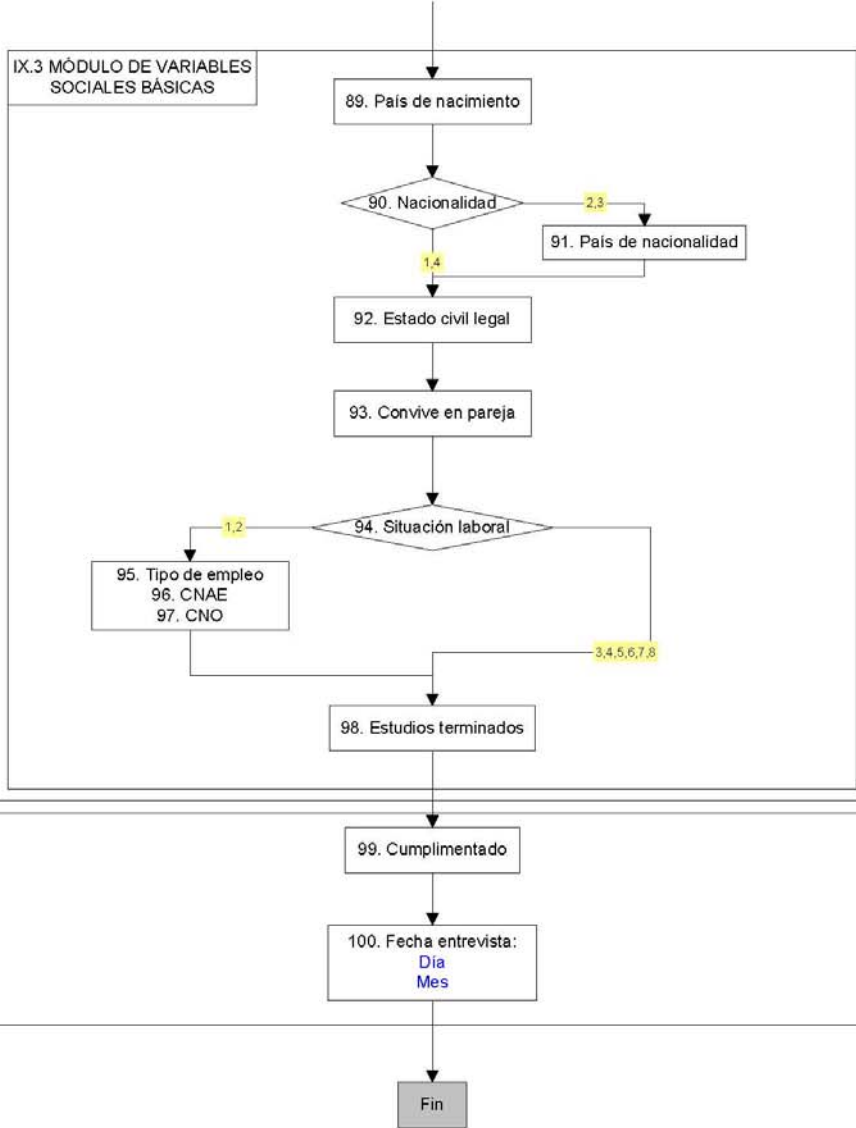 IX.3 MÓDULO DE VARIABLES
SOCIALES BÁSICAS
89. País de nacimiento
90. Nacionalidad
2,3
91. País de nacionalidad
1,4
92. Estado civil legal
93. Convive en pareja
94. Situación laboral
1,2
95. Tipo de empleo
96. CNAE
97. CNO
3,4,5,6,7,8
98. Estudios terminados
99. Cumplimentado
100. Fecha entrevista:
Día
Mes
Fin